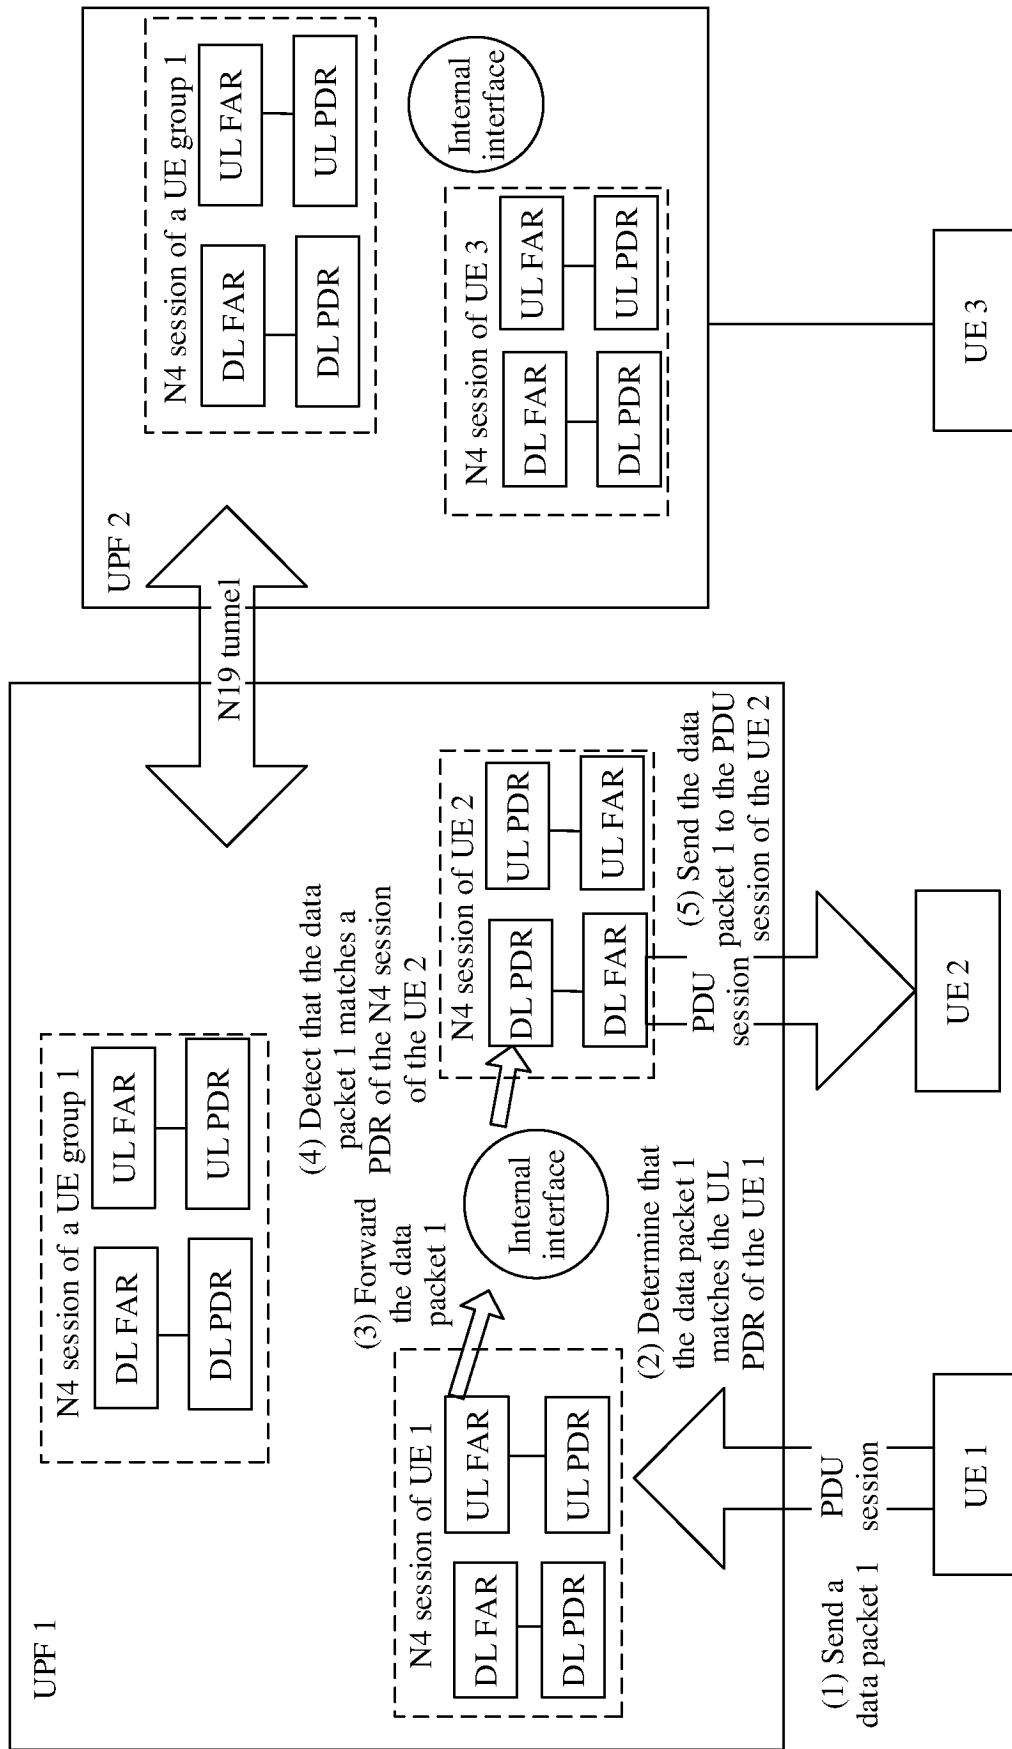 UPF 1
N4 session of a UE group 1
DL FAR
UL FAR
DL PDR
UL PDR
N4 session of UE 1
DL FAR
UL FAR
DL PDR
UL PDR
(1) Send a
data packet 1
PDU
session
UE 1
(2) Determine that
the data packet 1
matches the UL
PDR of the UE 1
(3) Forward
the data
packet 1
Internal
interface
(4) Detect that the data
packet 1 matches a
PDR of the N4 session
of the UE 2
N4 session of UE 2
DL PDR
UL PDR
DL FAR
UL FAR
(5) Send the data
packet 1 to the PDU
session of the UE 2
PDU
session
UE 2
N19 tunnel
UPF 2
N4 session of a UE group 1
DL FAR
UL FAR
DL PDR
UL PDR
N4 session of UE 3
DL FAR
UL FAR
DL PDR
UL PDR
Internal
interface
UE 3